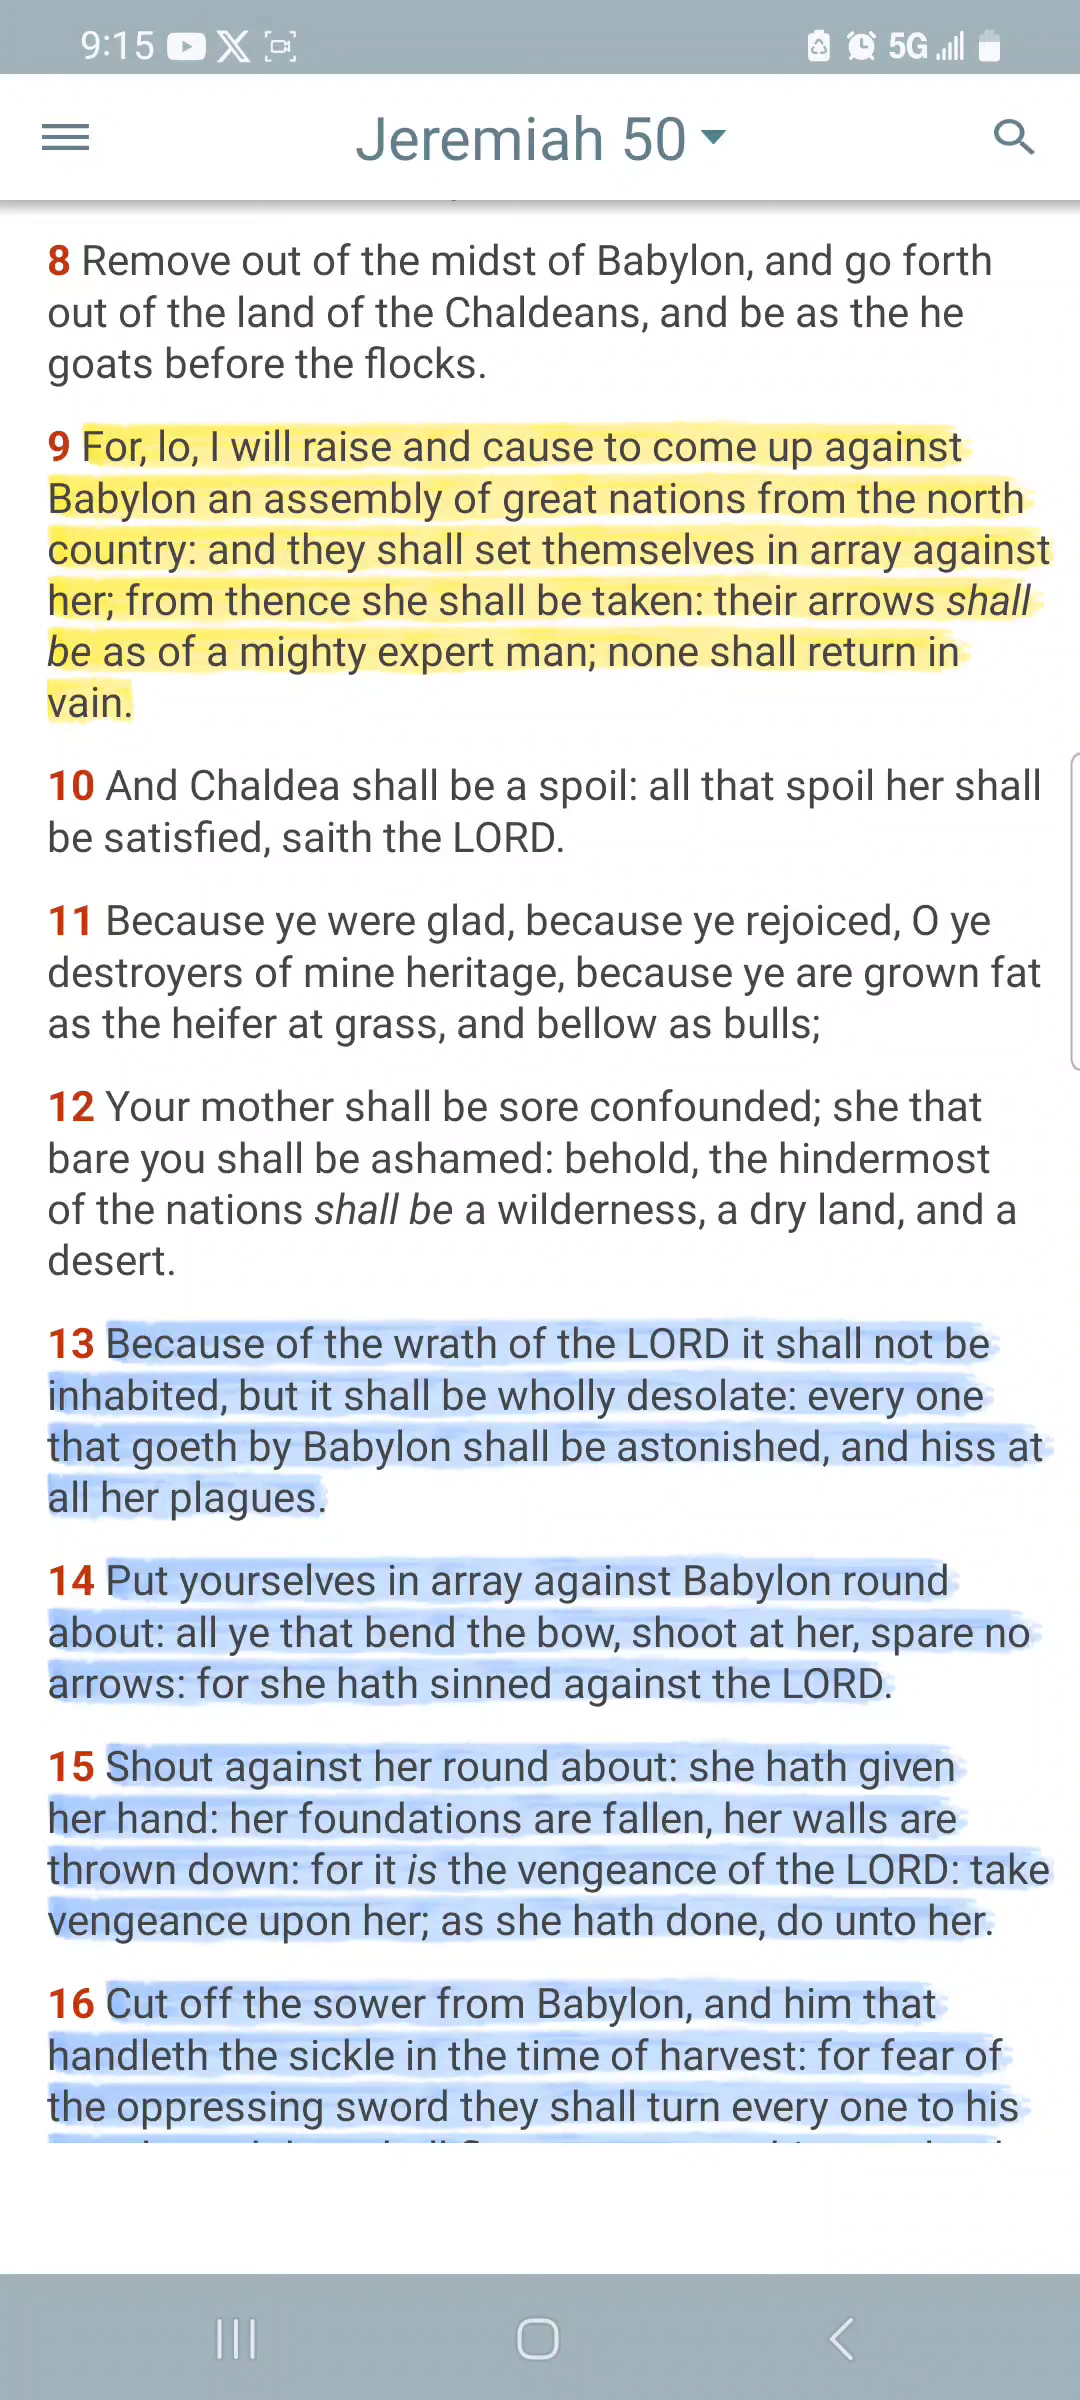 9:15 5G
Jeremiah 50
8 Remove out of the midst of Babylon, and go forth
out of the land of the Chaldeans, and be as the he
goats before the flocks.
9 For, lo, I will raise and cause to come up against
Babylon an assembly of great nations from the north
country: and they shall set themselves in array against
her; from thence she shall be taken: their arrows shall
be as of a mighty expert man; none shall return in
vain.
10 And Chaldea shall be a spoil: all that spoil her shall
be satisfied, saith the LORD.
11 Because ye were glad, because ye rejoiced, O ye
destroyers of mine heritage, because ye are grown fat
as the heifer at grass, and bellow as bulls;
12 Your mother shall be sore confounded; she that
bare you shall be ashamed: behold, the hindermost
of the nations shall be a wilderness, a dry land, and a
desert.
13 Because of the wrath of the LORD it shall not be
inhabited, but it shall be wholly desolate: every one
that goeth by Babylon shall be astonished, and hiss at
all her plagues.
14 Put yourselves in array against Babylon round
about: all ye that bend the bow, shoot at her, spare no
arrows: for she hath sinned against the LORD.
15 Shout against her round about: she hath given
her hand: her foundations are fallen, her walls are
thrown down: for it is the vengeance of the LORD: take
vengeance upon her; as she hath done, do unto her.
16 Cut off the sower from Babylon, and him that
handleth the sickle in the time of harvest: for fear of
the oppressing sword they shall turn every one to his